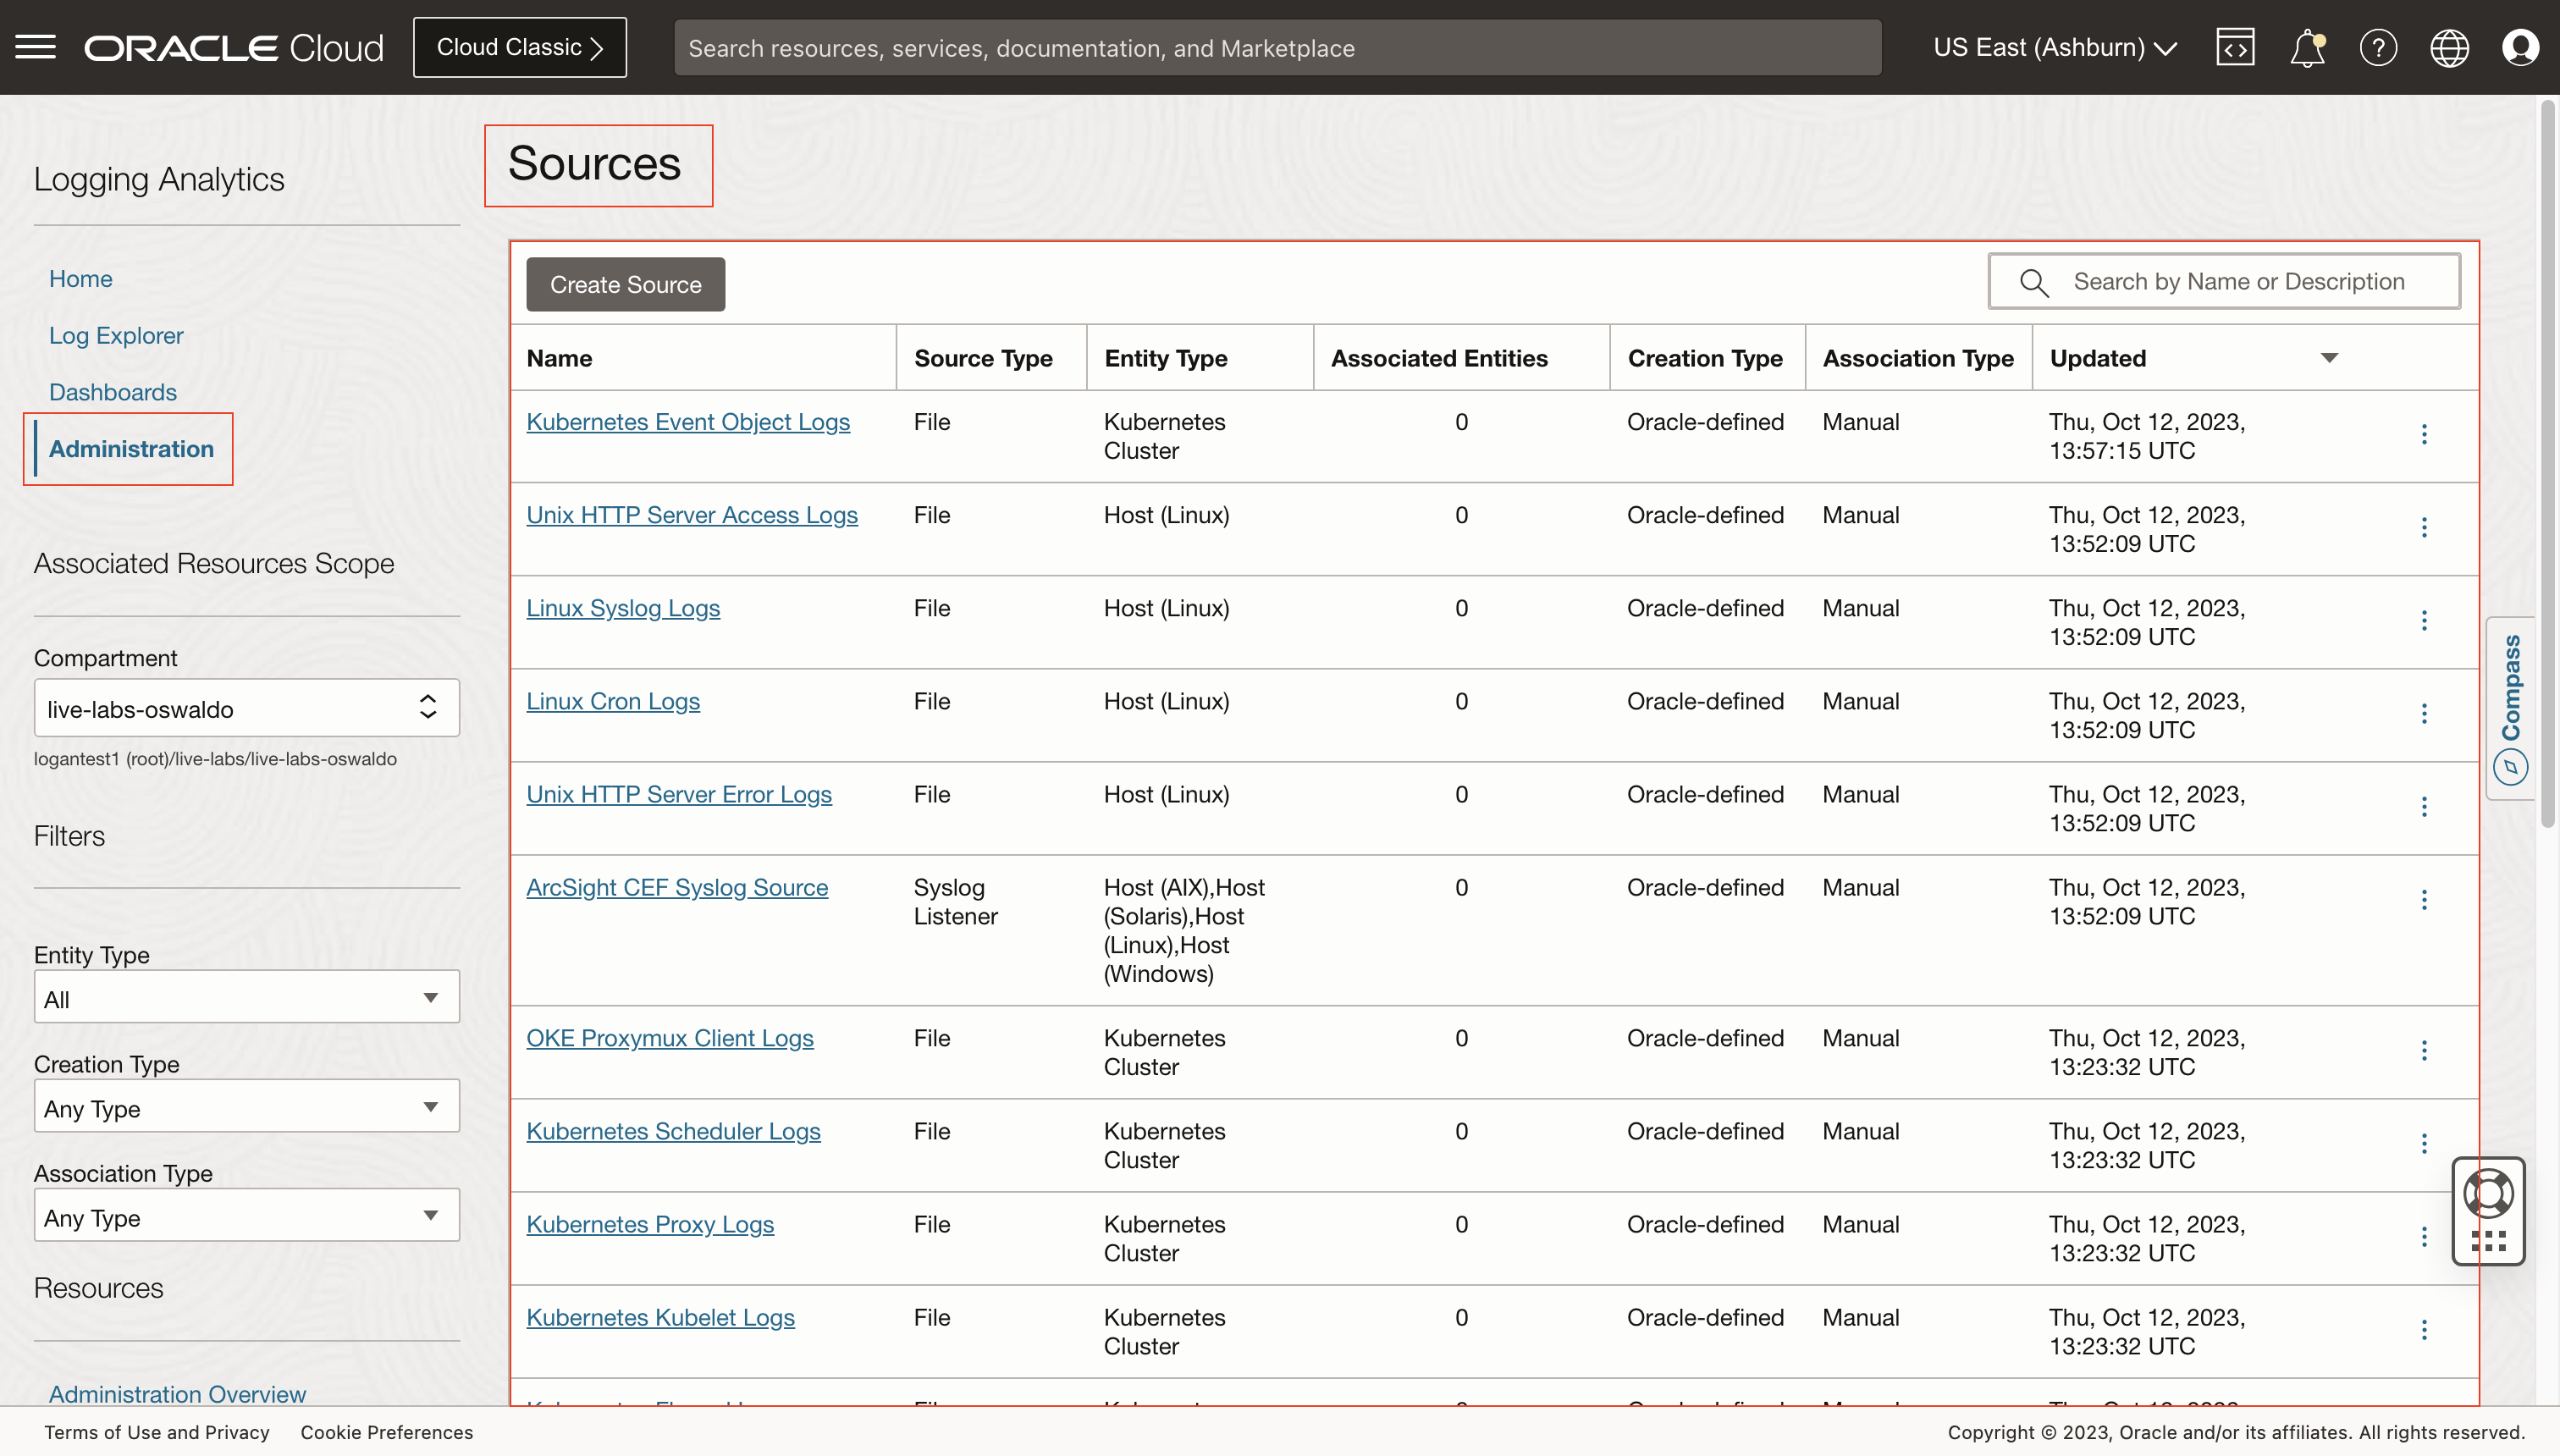 ORACLE Cloud
Cloud Classic
Search resources, services, documentation, and Marketplace
US East (Ashburn)
Logging Analytics
Home
Log Explorer
Dashboards
Administration
Associated Resources Scope
Compartment
live-labs-oswaldo
logantest1 (root)/live-labs/live-labs-oswaldo
Filters
Entity Type
All
Creation Type
Any Type
Association Type
Any Type
Resources
Administration Overview
Sources
Create Source
Search by Name or Description
Name Source Type Entity Type Associated Entities Creation Type Association Type Updated
Kubernetes Event Object Logs File Kubernetes 0 Oracle-defined Manual Thu, Oct 12, 2023,
Cluster 13:57:15 UTC
Unix HTTP Server Access Logs File Host (Linux) 0 Oracle-defined Manual Thu, Oct 12, 2023,
13:52:09 UTC
Linux Syslog Logs File Host (Linux) 0 Oracle-defined Manual Thu, Oct 12, 2023,
13:52:09 UTC
Linux Cron Logs File Host (Linux) 0 Oracle-defined Manual Thu, Oct 12, 2023,
13:52:09 UTC
Unix HTTP Server Error Logs File Host (Linux) 0 Oracle-defined Manual Thu, Oct 12, 2023,
13:52:09 UTC
ArcSight CEF Syslog Source Syslog Host (AIX),Host 0 Oracle-defined Manual Thu, Oct 12, 2023,
Listener (Solaris),Host 13:52:09 UTC
(Linux),Host
(Windows)
OKE Proxymux Client Logs File Kubernetes 0 Oracle-defined Manual Thu, Oct 12, 2023,
Cluster 13:23:32 UTC
Kubernetes Scheduler Logs File Kubernetes 0 Oracle-defined Manual Thu, Oct 12, 2023,
Cluster 13:23:32 UTC
Kubernetes Proxy Logs File Kubernetes 0 Oracle-defined Manual Thu, Oct 12, 2023,
Cluster 13:23:32 UTC
Kubernetes Kubelet Logs File Kubernetes 0 Oracle-defined Manual Thu, Oct 12, 2023,
Cluster 13:23:32 UTC
Compass
Terms of Use and Privacy Cookie Preferences
Copyright © 2023, Oracle and/or its affiliates. All rights reserved.